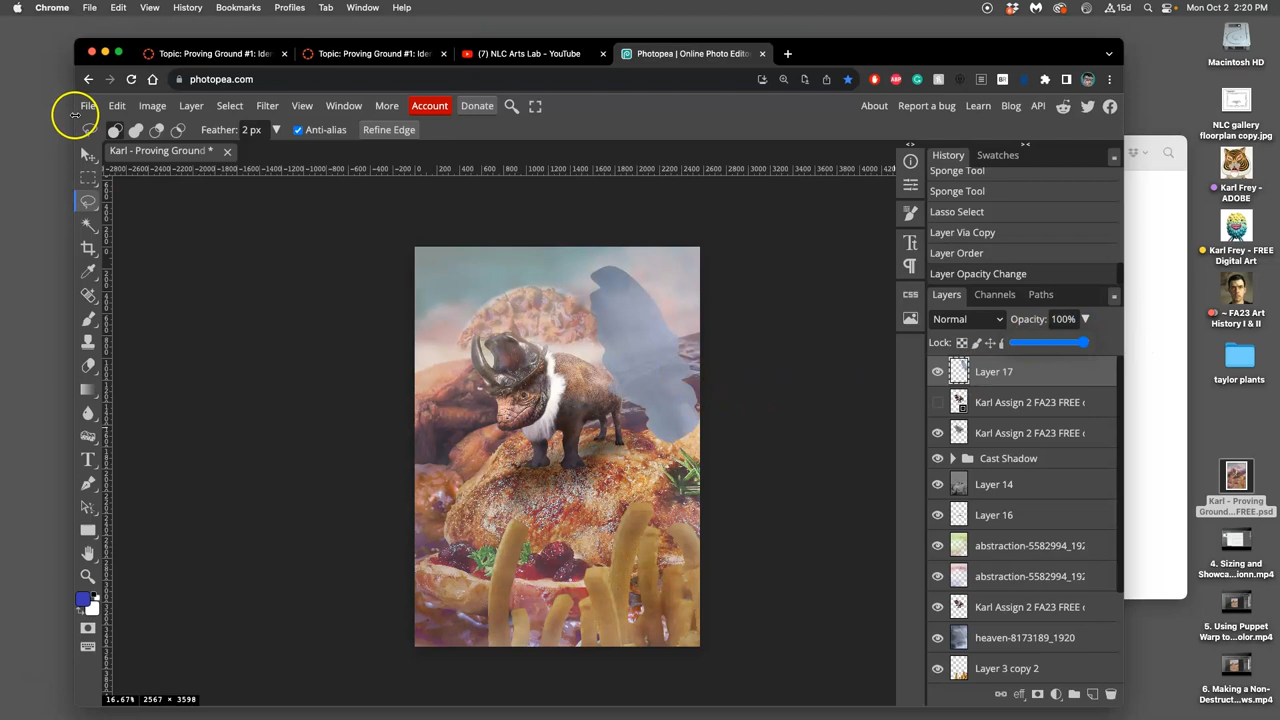 Chrome File Edit View History Bookmarks Profiles Tab Window Help 15d Mon Oct 2 2:20 PM
Topic: Proving Ground #1: Ide Topic: Proving Ground #1: Ide (7) NLC Arts Lab - YouTube Photopea | Online Photo Edito
photopea.com
File Edit Image Layer Select Filter View Window More Account Donate About Report a bug Learn Blog API
Feather: 2 px Anti-alias Refine Edge
Karl - Proving Ground *
History Swatches
Sponge Tool
Sponge Tool
Lasso Select
Layer Via Copy
Layer Order
Layer Opacity Change
Layers Channels Paths
Normal Opacity: 100%
Lock:
Layer 17
Karl Assign 2 FA23 FREE c
Karl Assign 2 FA23 FREE c
Cast Shadow
Layer 14
Layer 16
abstraction-5582994_192
abstraction-5582994_192
Karl Assign 2 FA23 FREE c
heaven-8173189_1920
Layer 3 copy 2
16.67% 2567 × 3598
Macintosh HD
NLC gallery
floorplan copy.jpg
Karl Frey -
ADOBE
Karl Frey - FREE
Digital Art
~ FA23 Art
History I & II
taylor plants
Karl - Proving
Ground...FREE.psd
4. Sizing and
Showca...ionn.mp4
5. Using Puppet
Warp to...olor.mp4
6. Making a Non-
Destruct...ws.mp4